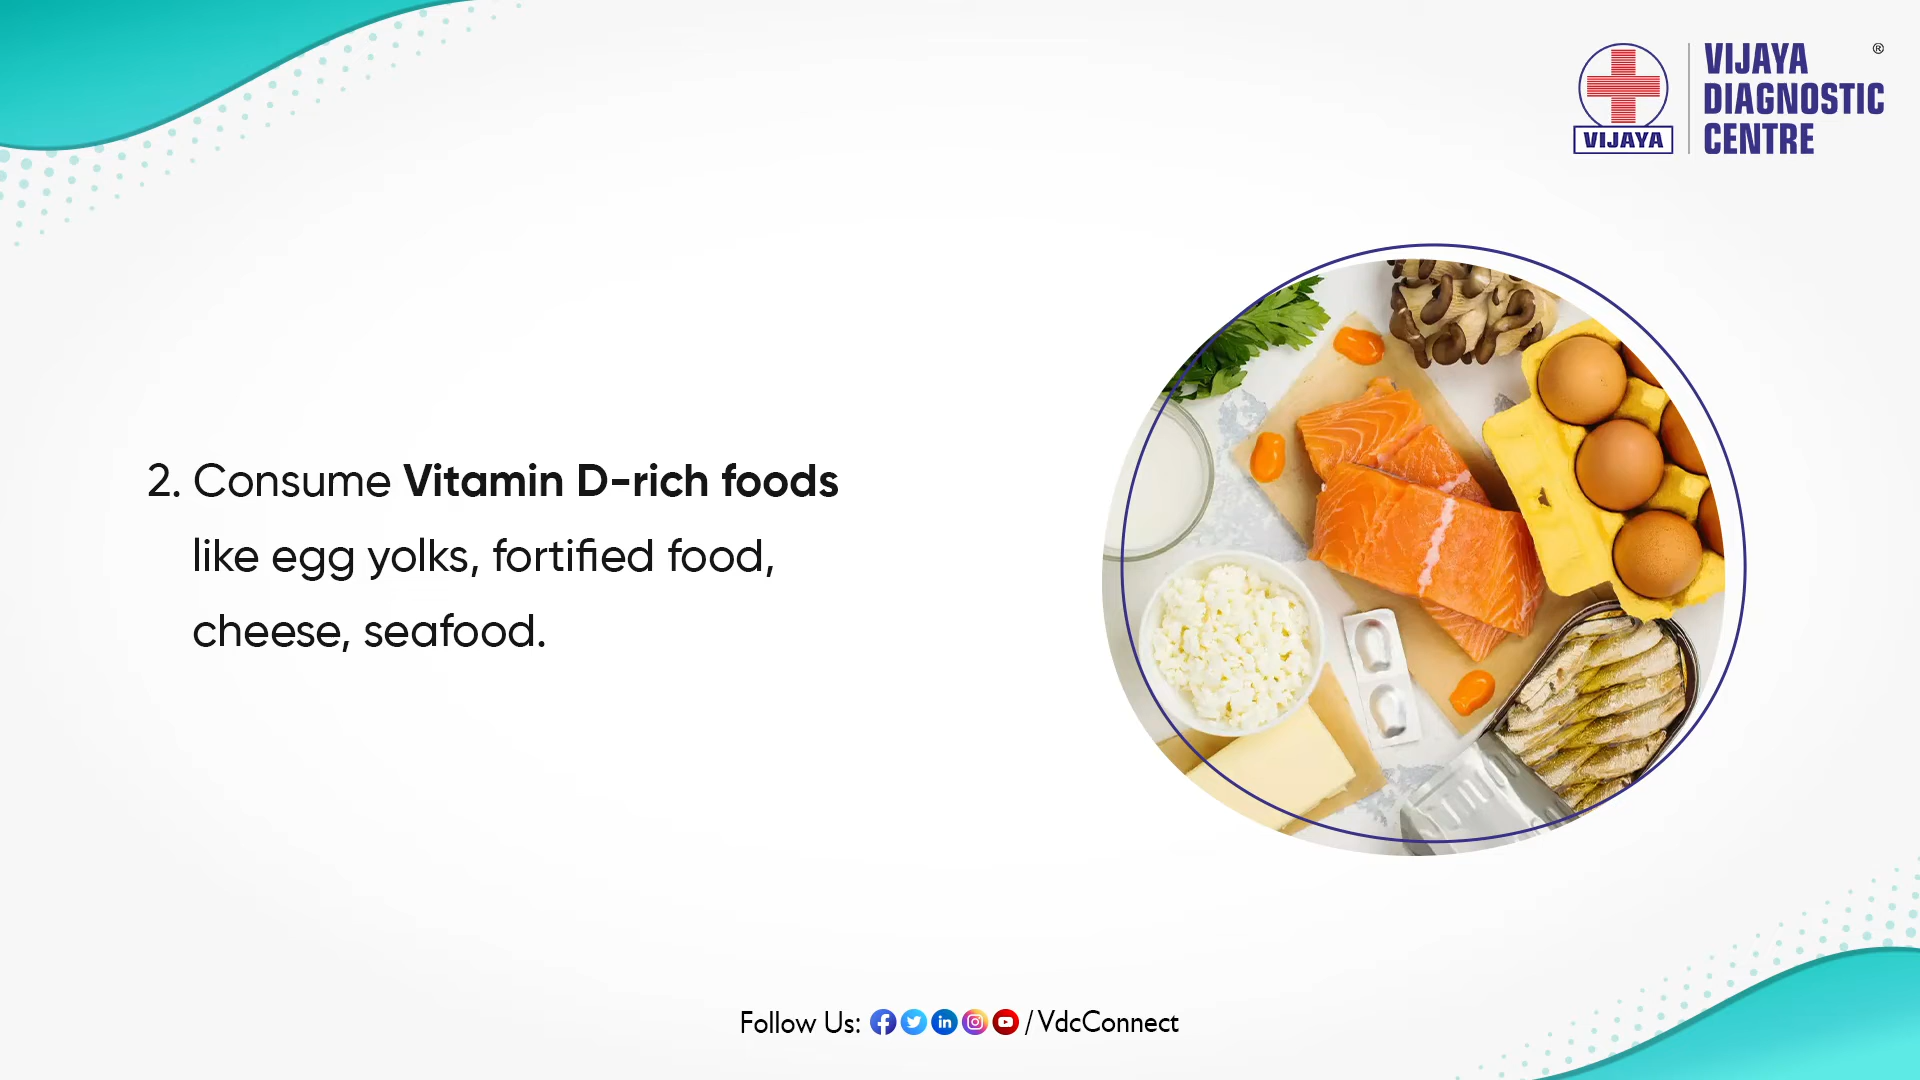 VIJAYA
VIJAYA ®
DIAGNOSTIC
CENTRE
2. Consume Vitamin D-rich foods
like egg yolks, fortified food,
cheese, seafood.
Follow Us: / VdcConnect